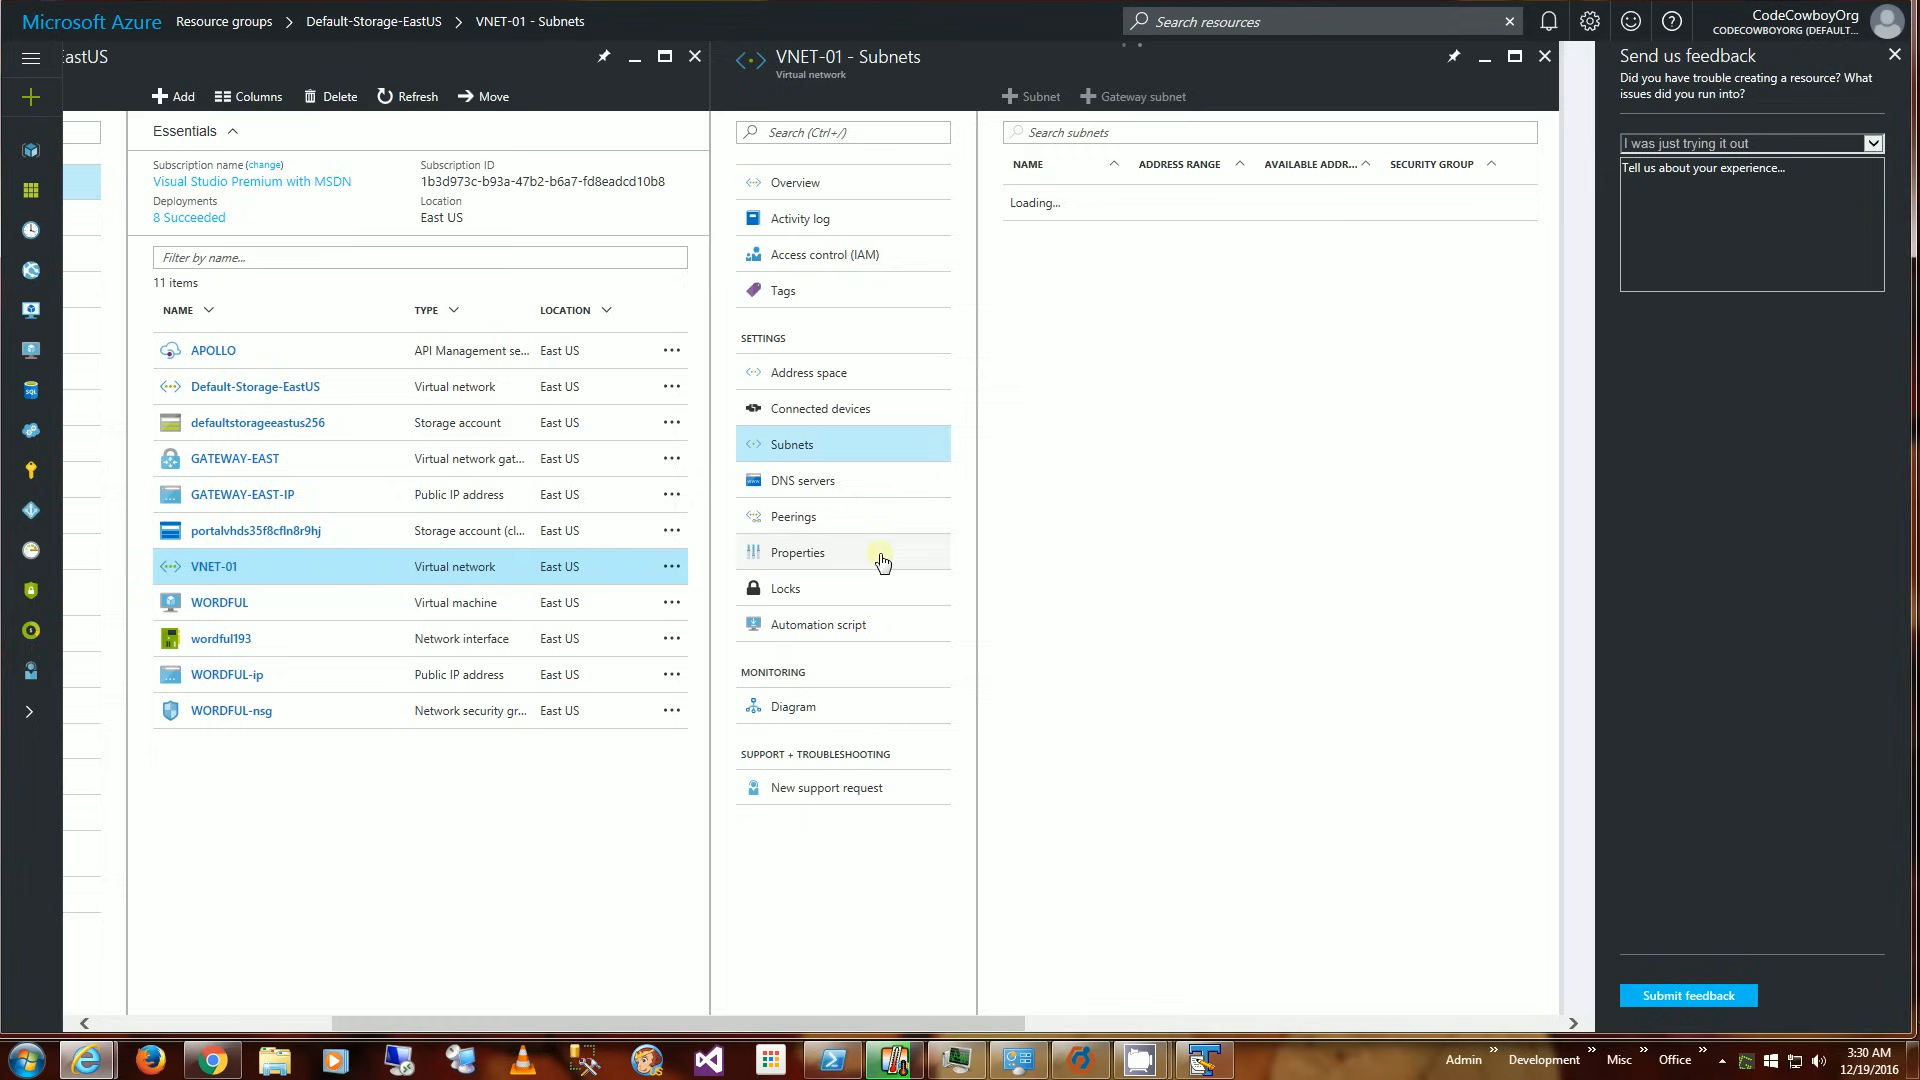 Microsoft Azure
Resource groups
Default-Storage-EastUS
VNET-01 - Subnets
Search resources
CodeCowboyOrg
CODECOWBOYORG (DEFAULT...
astUS
Add
Columns
Delete
Refresh
Move
Essentials
Subscription name (change)
Visual Studio Premium with MSDN
Deployments
8 Succeeded
Subscription ID
1b3d973c-b93a-47b2-b6a7-fd8eadcd10b8
Location
East US
Filter by name...
11 items
NAME TYPE LOCATION
APOLLO API Management se... East US
Default-Storage-EastUS Virtual network East US
defaultstorageeastus256 Storage account East US
GATEWAY-EAST Virtual network gat... East US
GATEWAY-EAST-IP Public IP address East US
portalvhds35f8cfln8r9hj Storage account (cl... East US
VNET-01 Virtual network East US
WORDFUL Virtual machine East US
wordful193 Network interface East US
WORDFUL-ip Public IP address East US
WORDFUL-nsg Network security gr... East US
VNET-01 - Subnets
Virtual network
Search (Ctrl+/)
Overview
Activity log
Access control (IAM)
Tags
SETTINGS
Address space
Connected devices
Subnets
DNS servers
Peerings
Properties
Locks
Automation script
MONITORING
Diagram
SUPPORT + TROUBLESHOOTING
New support request
Subnet
Gateway subnet
Search subnets
NAME ADDRESS RANGE AVAILABLE ADDR... SECURITY GROUP
Loading...
Send us feedback
Did you have trouble creating a resource? What
issues did you run into?
I was just trying it out
Tell us about your experience...
Submit feedback
Admin
Development
Misc
Office
3:30 AM
12/19/2016